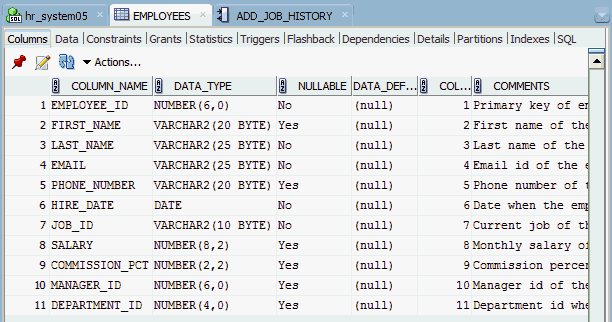 hr_system05 EMPLOYEES ADD_JOB_HISTORY
Columns Data Constraints Grants Statistics Triggers Flashback Dependencies Details Partitions Indexes SQL
Actions...
COLUMN_NAME DATA_TYPE NULLABLE DATA_DEF... COL... COMMENTS
1 EMPLOYEE_ID NUMBER(6,0) No (null) 1 Primary key of em
2 FIRST_NAME VARCHAR2(20 BYTE) Yes (null) 2 First name of the
3 LAST_NAME VARCHAR2(25 BYTE) No (null) 3 Last name of the
4 EMAIL VARCHAR2(25 BYTE) No (null) 4 Email id of the e
5 PHONE_NUMBER VARCHAR2(20 BYTE) Yes (null) 5 Phone number of t
6 HIRE_DATE DATE No (null) 6 Date when the emp
7 JOB_ID VARCHAR2(10 BYTE) No (null) 7 Current job of th
8 SALARY NUMBER(8,2) Yes (null) 8 Monthly salary o
9 COMMISSION_PCT NUMBER(2,2) Yes (null) 9 Commission percen
10 MANAGER_ID NUMBER(6,0) Yes (null) 10 Manager id of the
11 DEPARTMENT_ID NUMBER(4,0) Yes (null) 11 Department id whe